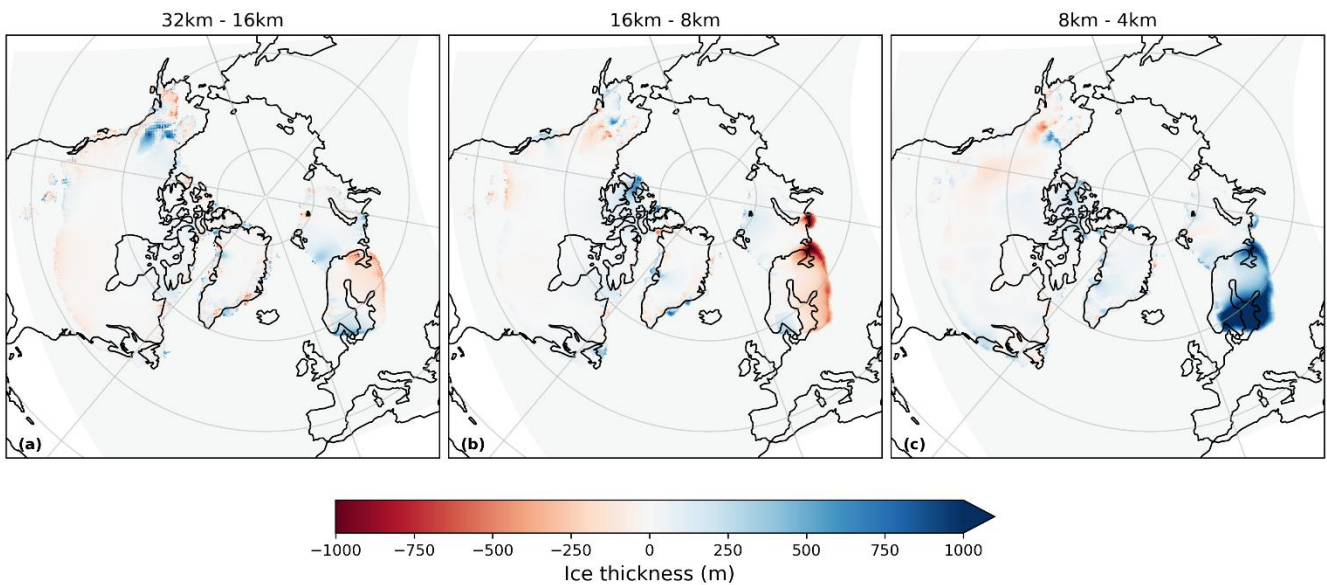 32km - 16km
16km - 8km
8km - 4km
(a)
(b)
(c)
−1000 −750 −500 −250 0 250 500 750 1000
Ice thickness (m)